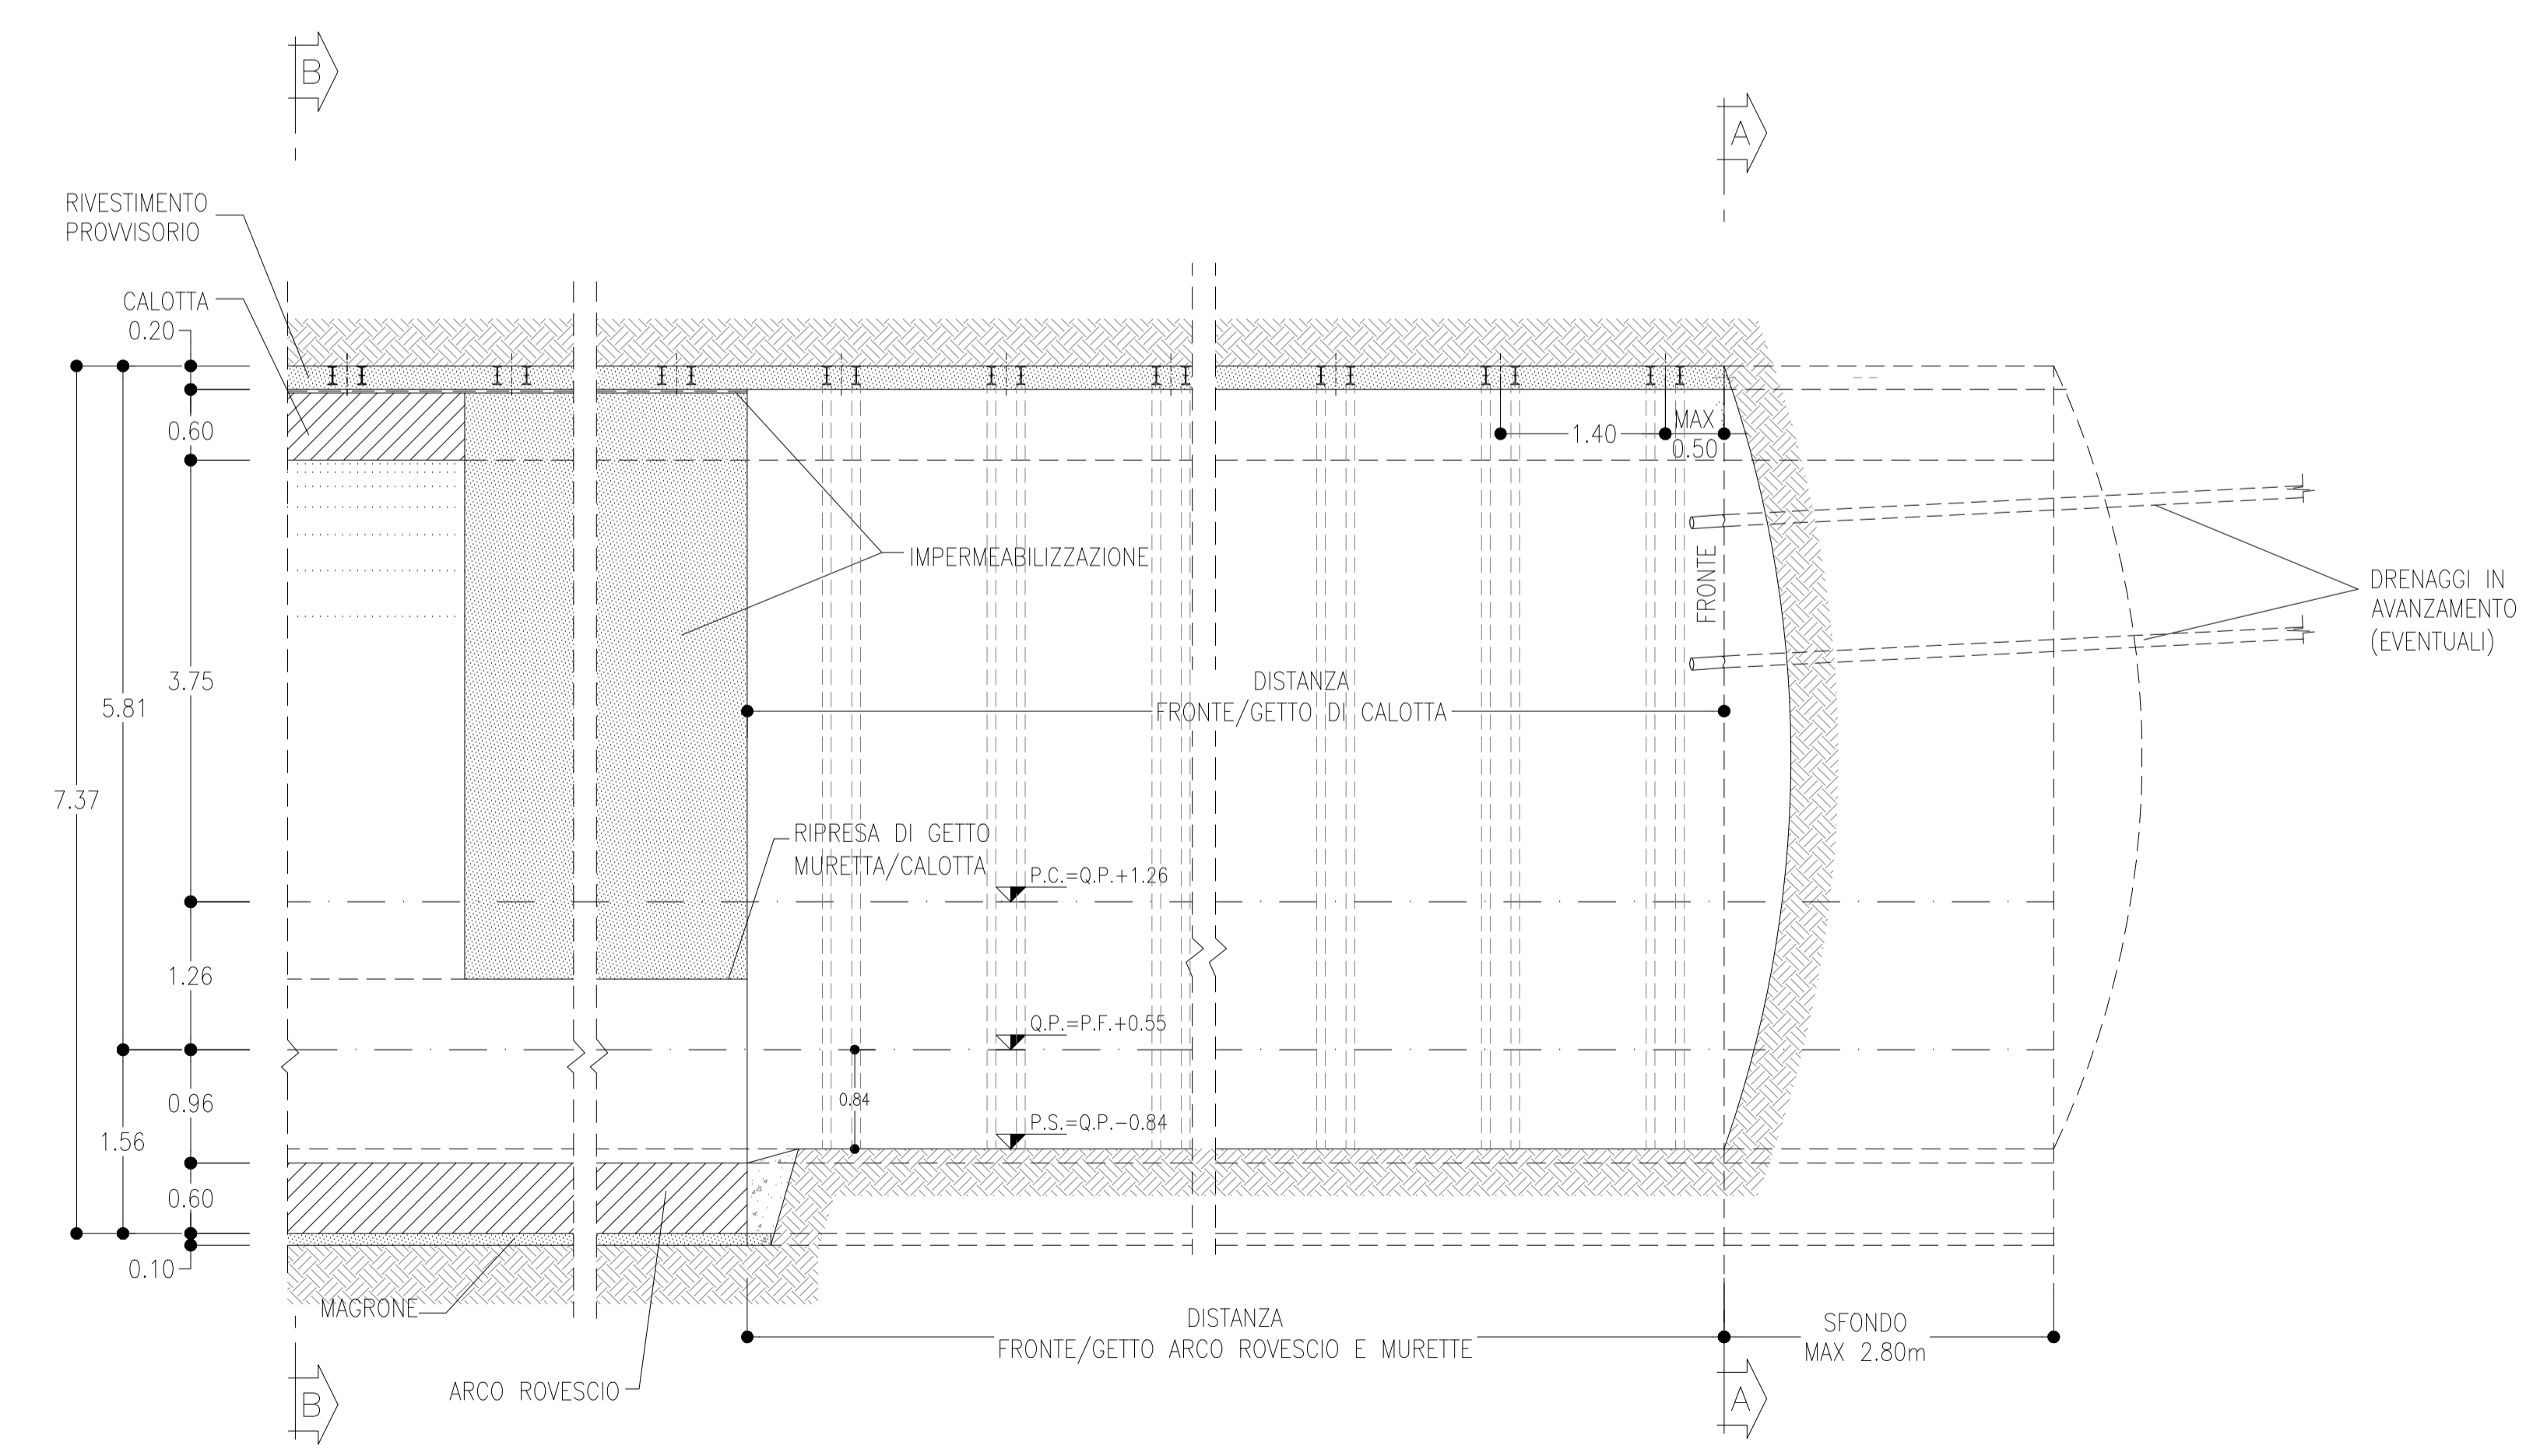 B
A
RIVESTIMENTO
PROVVISORIO
CALOTTA
0.20
0.60
1.40
MAX
0.50
IMPERMEABILIZZAZIONE
FRONTE
DRENAGGI IN
AVANZAMENTO
(EVENTUALI)
3.75
5.81
DISTANZA
FRONTE/GETTO DI CALOTTA
7.37
RIPRESA DI GETTO
MURETTA/CALOTTA
P.C.=Q.P.+1.26
1.26
Q.P.=P.F.+0.55
0.96
0.84
1.56
P.S.=Q.P.-0.84
0.60
0.10
MAGRONE
DISTANZA
FRONTE/GETTO ARCO ROVESCIO E MURETTE
SFONDO
MAX 2.80m
ARCO ROVESCIO
B
A